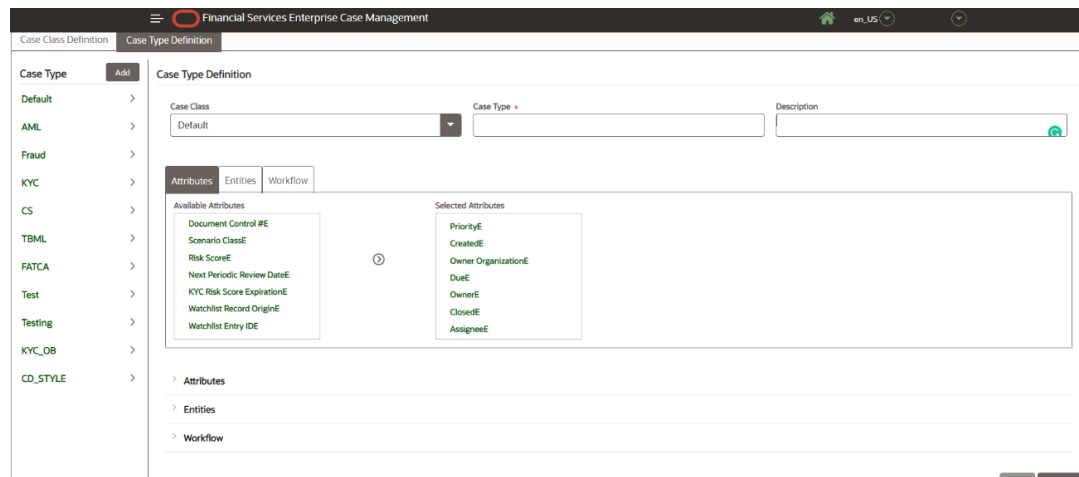 Financial Services Enterprise Case Management
en_US
Case Class Definition
Case Type Definition
Case Type
Add
Default
AML
Fraud
KYC
CS
TBML
FATCA
Test
Testing
KYC_OB
CD_STYLE
Case Type Definition
Case Class
Case Type *
Description
Default
Attributes
Entities
Workflow
Available Attributes
Document Control #E
Scenario ClassE
Risk ScoreE
Next Periodic Review DateE
KYC Risk Score ExpirationE
Watchlist Record OriginE
Watchlist Entry IDE
Selected Attributes
PriorityE
CreatedE
Owner OrganizationE
DueE
OwnerE
ClosedE
AssigneeE
Attributes
Entities
Workflow